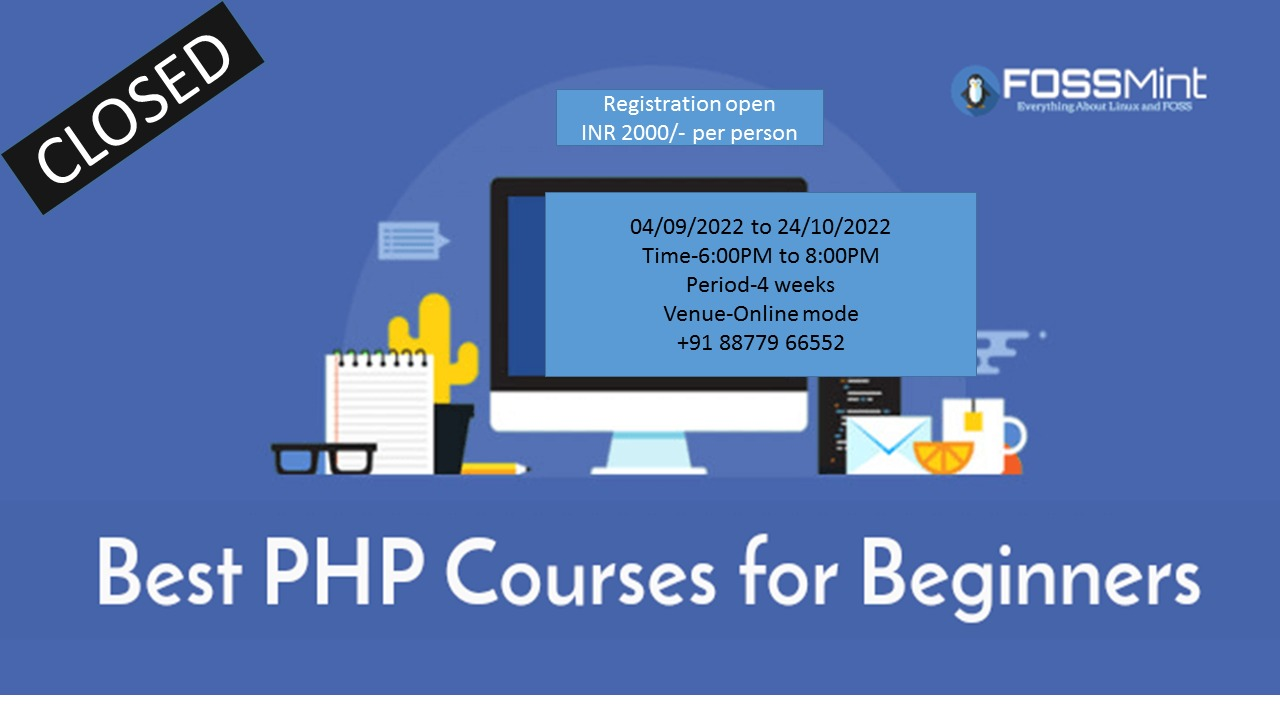 CLOSED
FOSSMint
Everything About Linux and FOSS
Registration open
INR 2000/- per person
04/09/2022 to 24/10/2022
Time-6:00PM to 8:00PM
Period-4 weeks
Venue-Online mode
+91 88779 66552
Best PHP Courses for Beginners